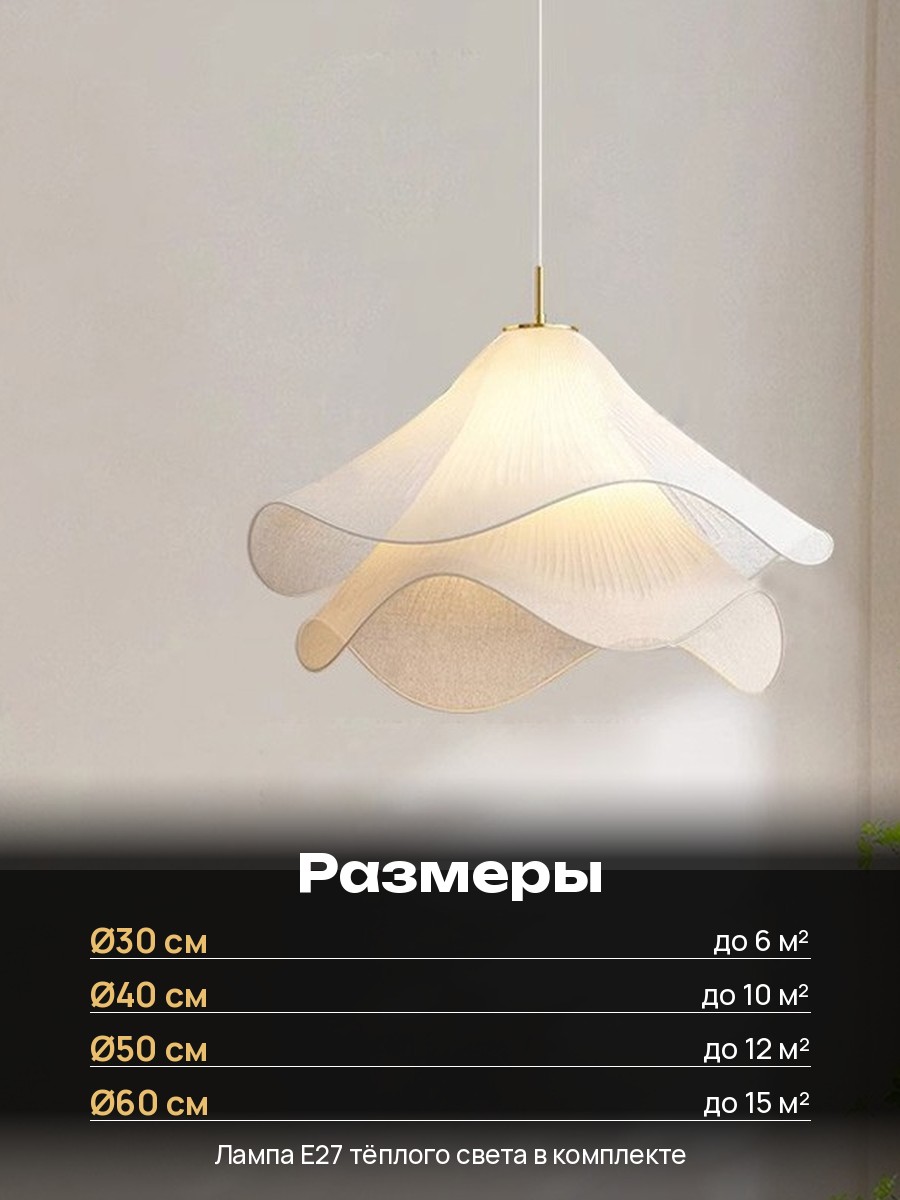 Размеры
Ø30 см до 6 м²
Ø40 см до 10 м²
Ø50 см до 12 м²
Ø60 см до 15 м²
Лампа E27 тёплого света в комплекте